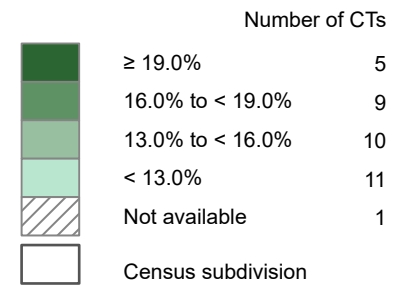 Number of CTs
≥ 19.0% 5
16.0% to < 19.0% 9
13.0% to < 16.0% 10
< 13.0% 11
Not available 1
Census subdivision